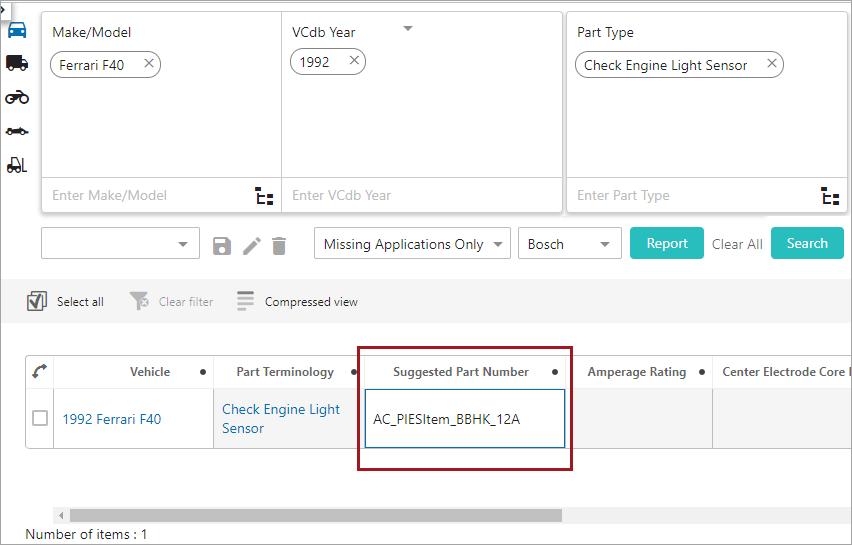 Make/Model
VCdb Year
Part Type
Ferrari F40
1992
Check Engine Light Sensor
Enter Make/Model
Enter VCdb Year
Enter Part Type
Missing Applications Only
Bosch
Report
Clear All
Search
Select all
Clear filter
Compressed view
Vehicle
Part Terminology
Suggested Part Number
Amperage Rating
Center Electrode Core
1992 Ferrari F40
Check Engine Light
Sensor
AC_PIESItem_BBHK_12A
Number of items : 1